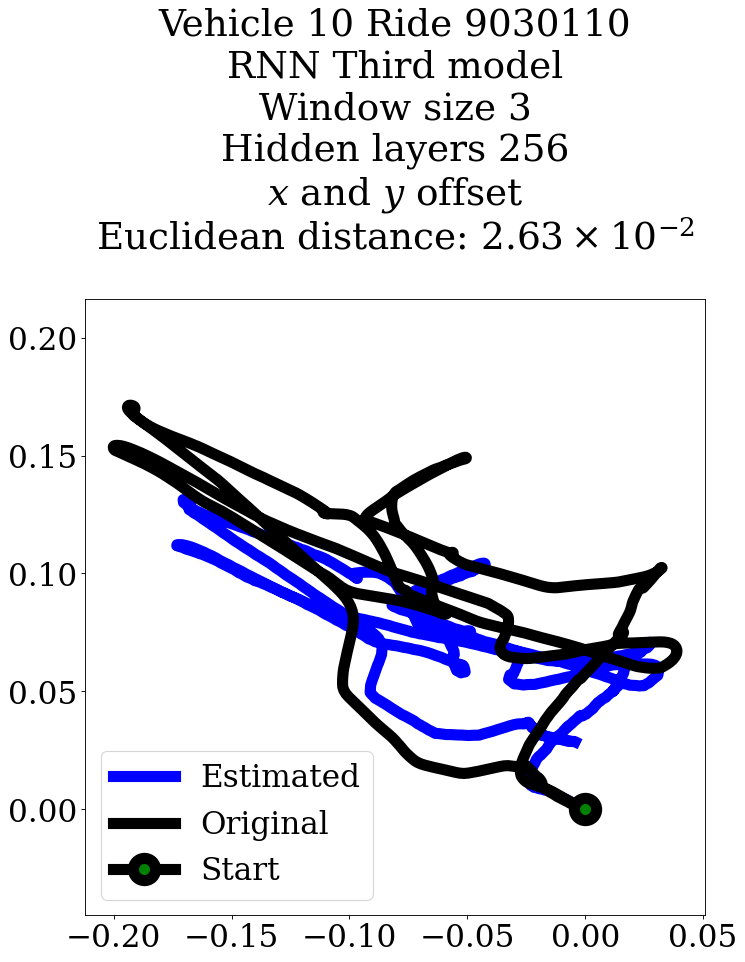 Vehicle 10 Ride 9030110
RNN Third model
Window size 3
Hidden layers 256
x and y offset
Euclidean distance: 2.63 × 10⁻²
0.20
0.15
0.10
0.05
0.00
Estimated
Original
Start
−0.20 −0.15 −0.10 −0.05 0.00 0.05